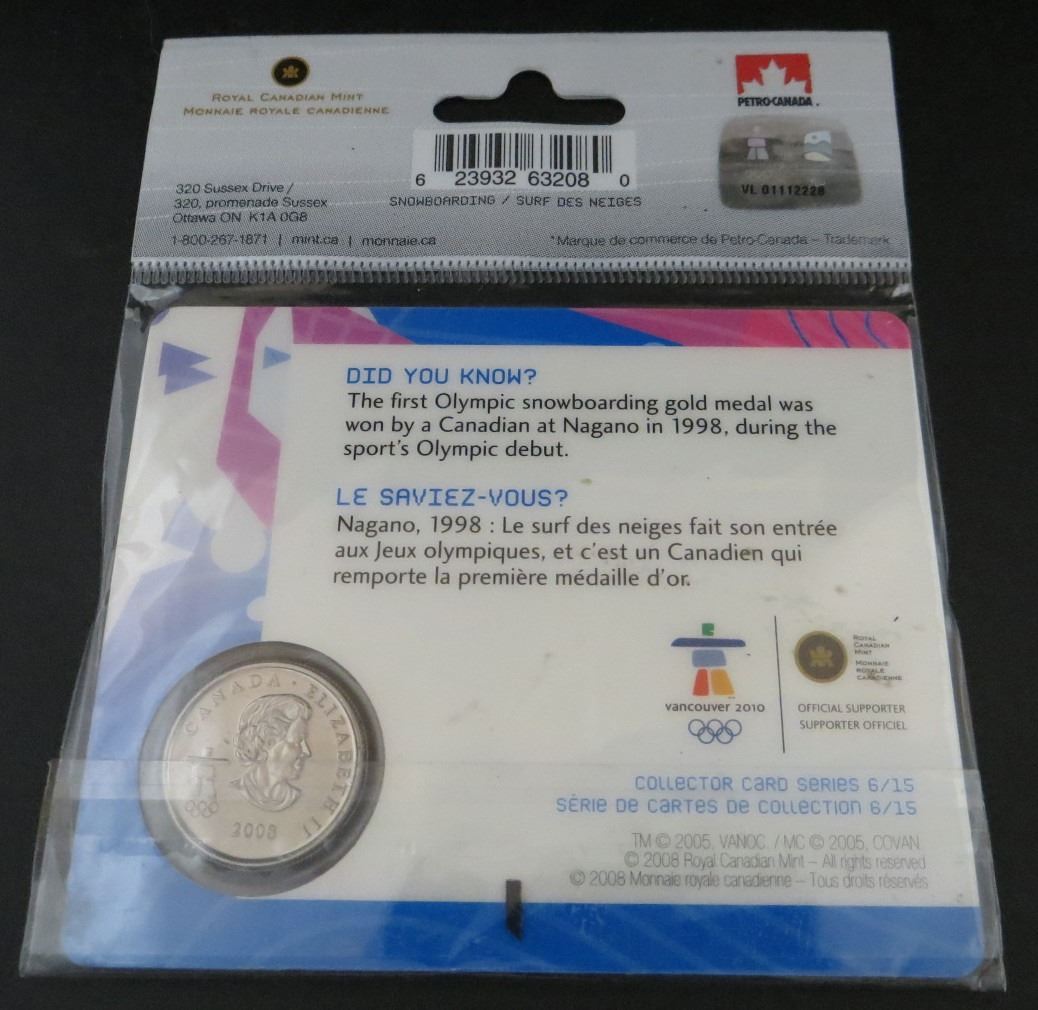 ROYAL CANADIAN MINT
MONNAIE ROYALE CANADIENNE
PETRO-CANADA
6 23932 63208 0
SNOWBOARDING / SURF DES NEIGES
VL 01112228
320 Sussex Drive /
320, promenade Sussex
Ottawa ON K1A 0G8
1-800-267-1871 | mint.ca | monnaie.ca
*Marque de commerce de Petro-Canada – Trademark
DID YOU KNOW?
The first Olympic snowboarding gold medal was
won by a Canadian at Nagano in 1998, during the
sport's Olympic debut.
LE SAVIEZ-VOUS?
Nagano, 1998 : Le surf des neiges fait son entrée
aux Jeux olympiques, et c'est un Canadien qui
remporte la première médaille d'or.
vancouver 2010
ROYAL
CANADIAN
MINT
MONNAIE
ROYALE
CANADIENNE
OFFICIAL SUPPORTER
SUPPORTER OFFICIEL
CANADA · ELIZABETH II
2008
COLLECTOR CARD SERIES 6/15
SÉRIE DE CARTES DE COLLECTION 6/15
TM © 2005, VANOC. / MC © 2005, COVAN.
© 2008 Royal Canadian Mint – All rights reserved
© 2008 Monnaie royale canadienne – Tous droits réservés